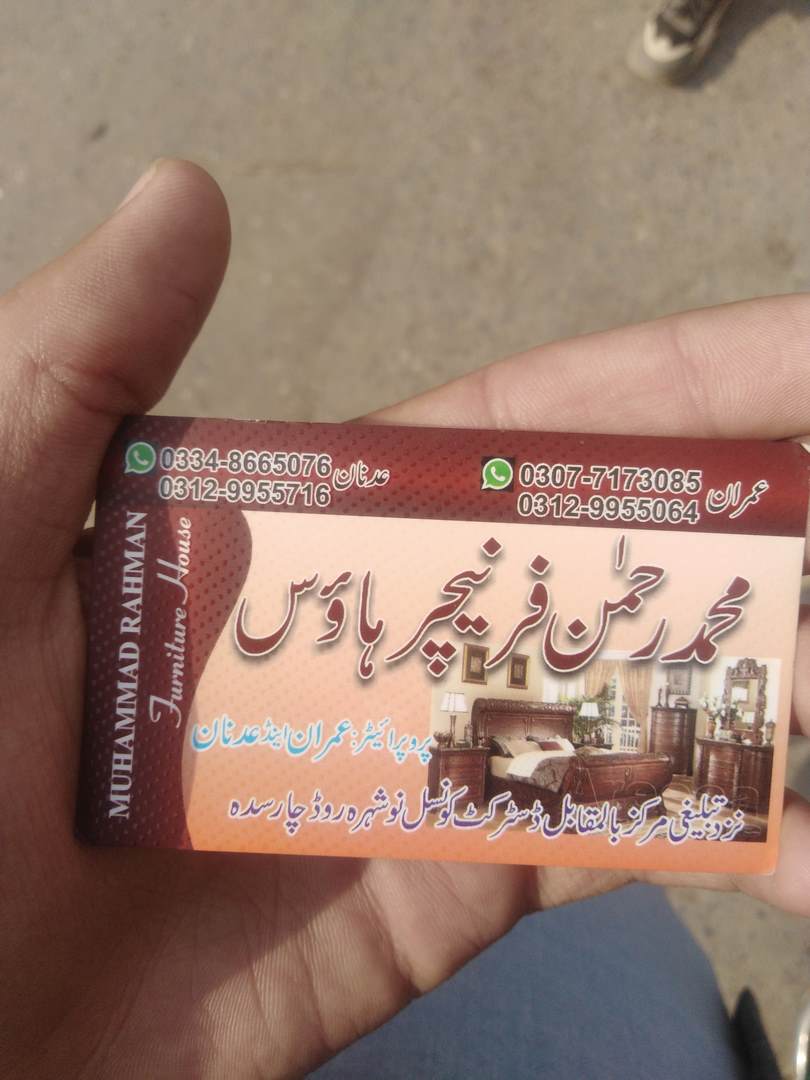 0334-8665076
0312-9955716
عدنان
0307-7173085
0312-9955064
عمران
MUHAMMAD RAHMAN
Furniture House
محمد رحمٰن فرنیچر ہاؤس
پروپرائیٹر: عمران اینڈ عدنان
نزد تبلیغی مرکز بالمقابل ڈسٹرکٹ کونسل نوشہرہ روڈ چارسدہ